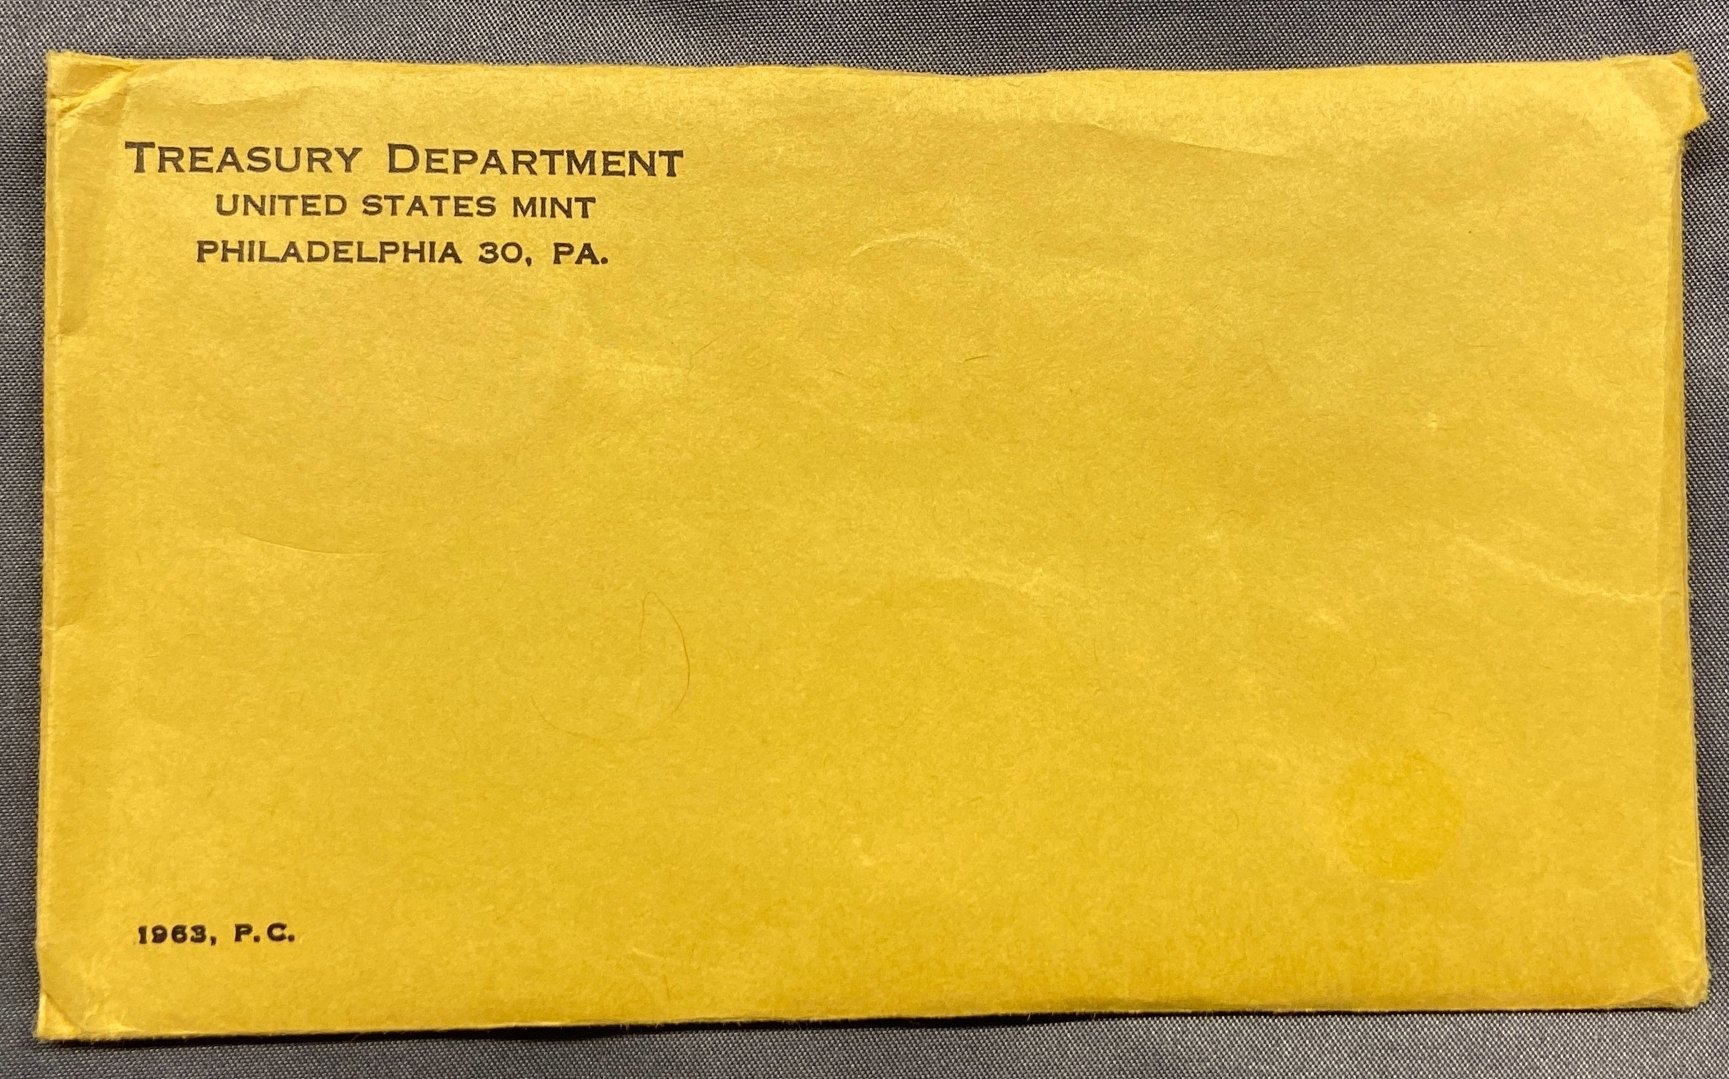 TREASURY DEPARTMENT
UNITED STATES MINT
PHILADELPHIA 30, PA.
1963, P.C.